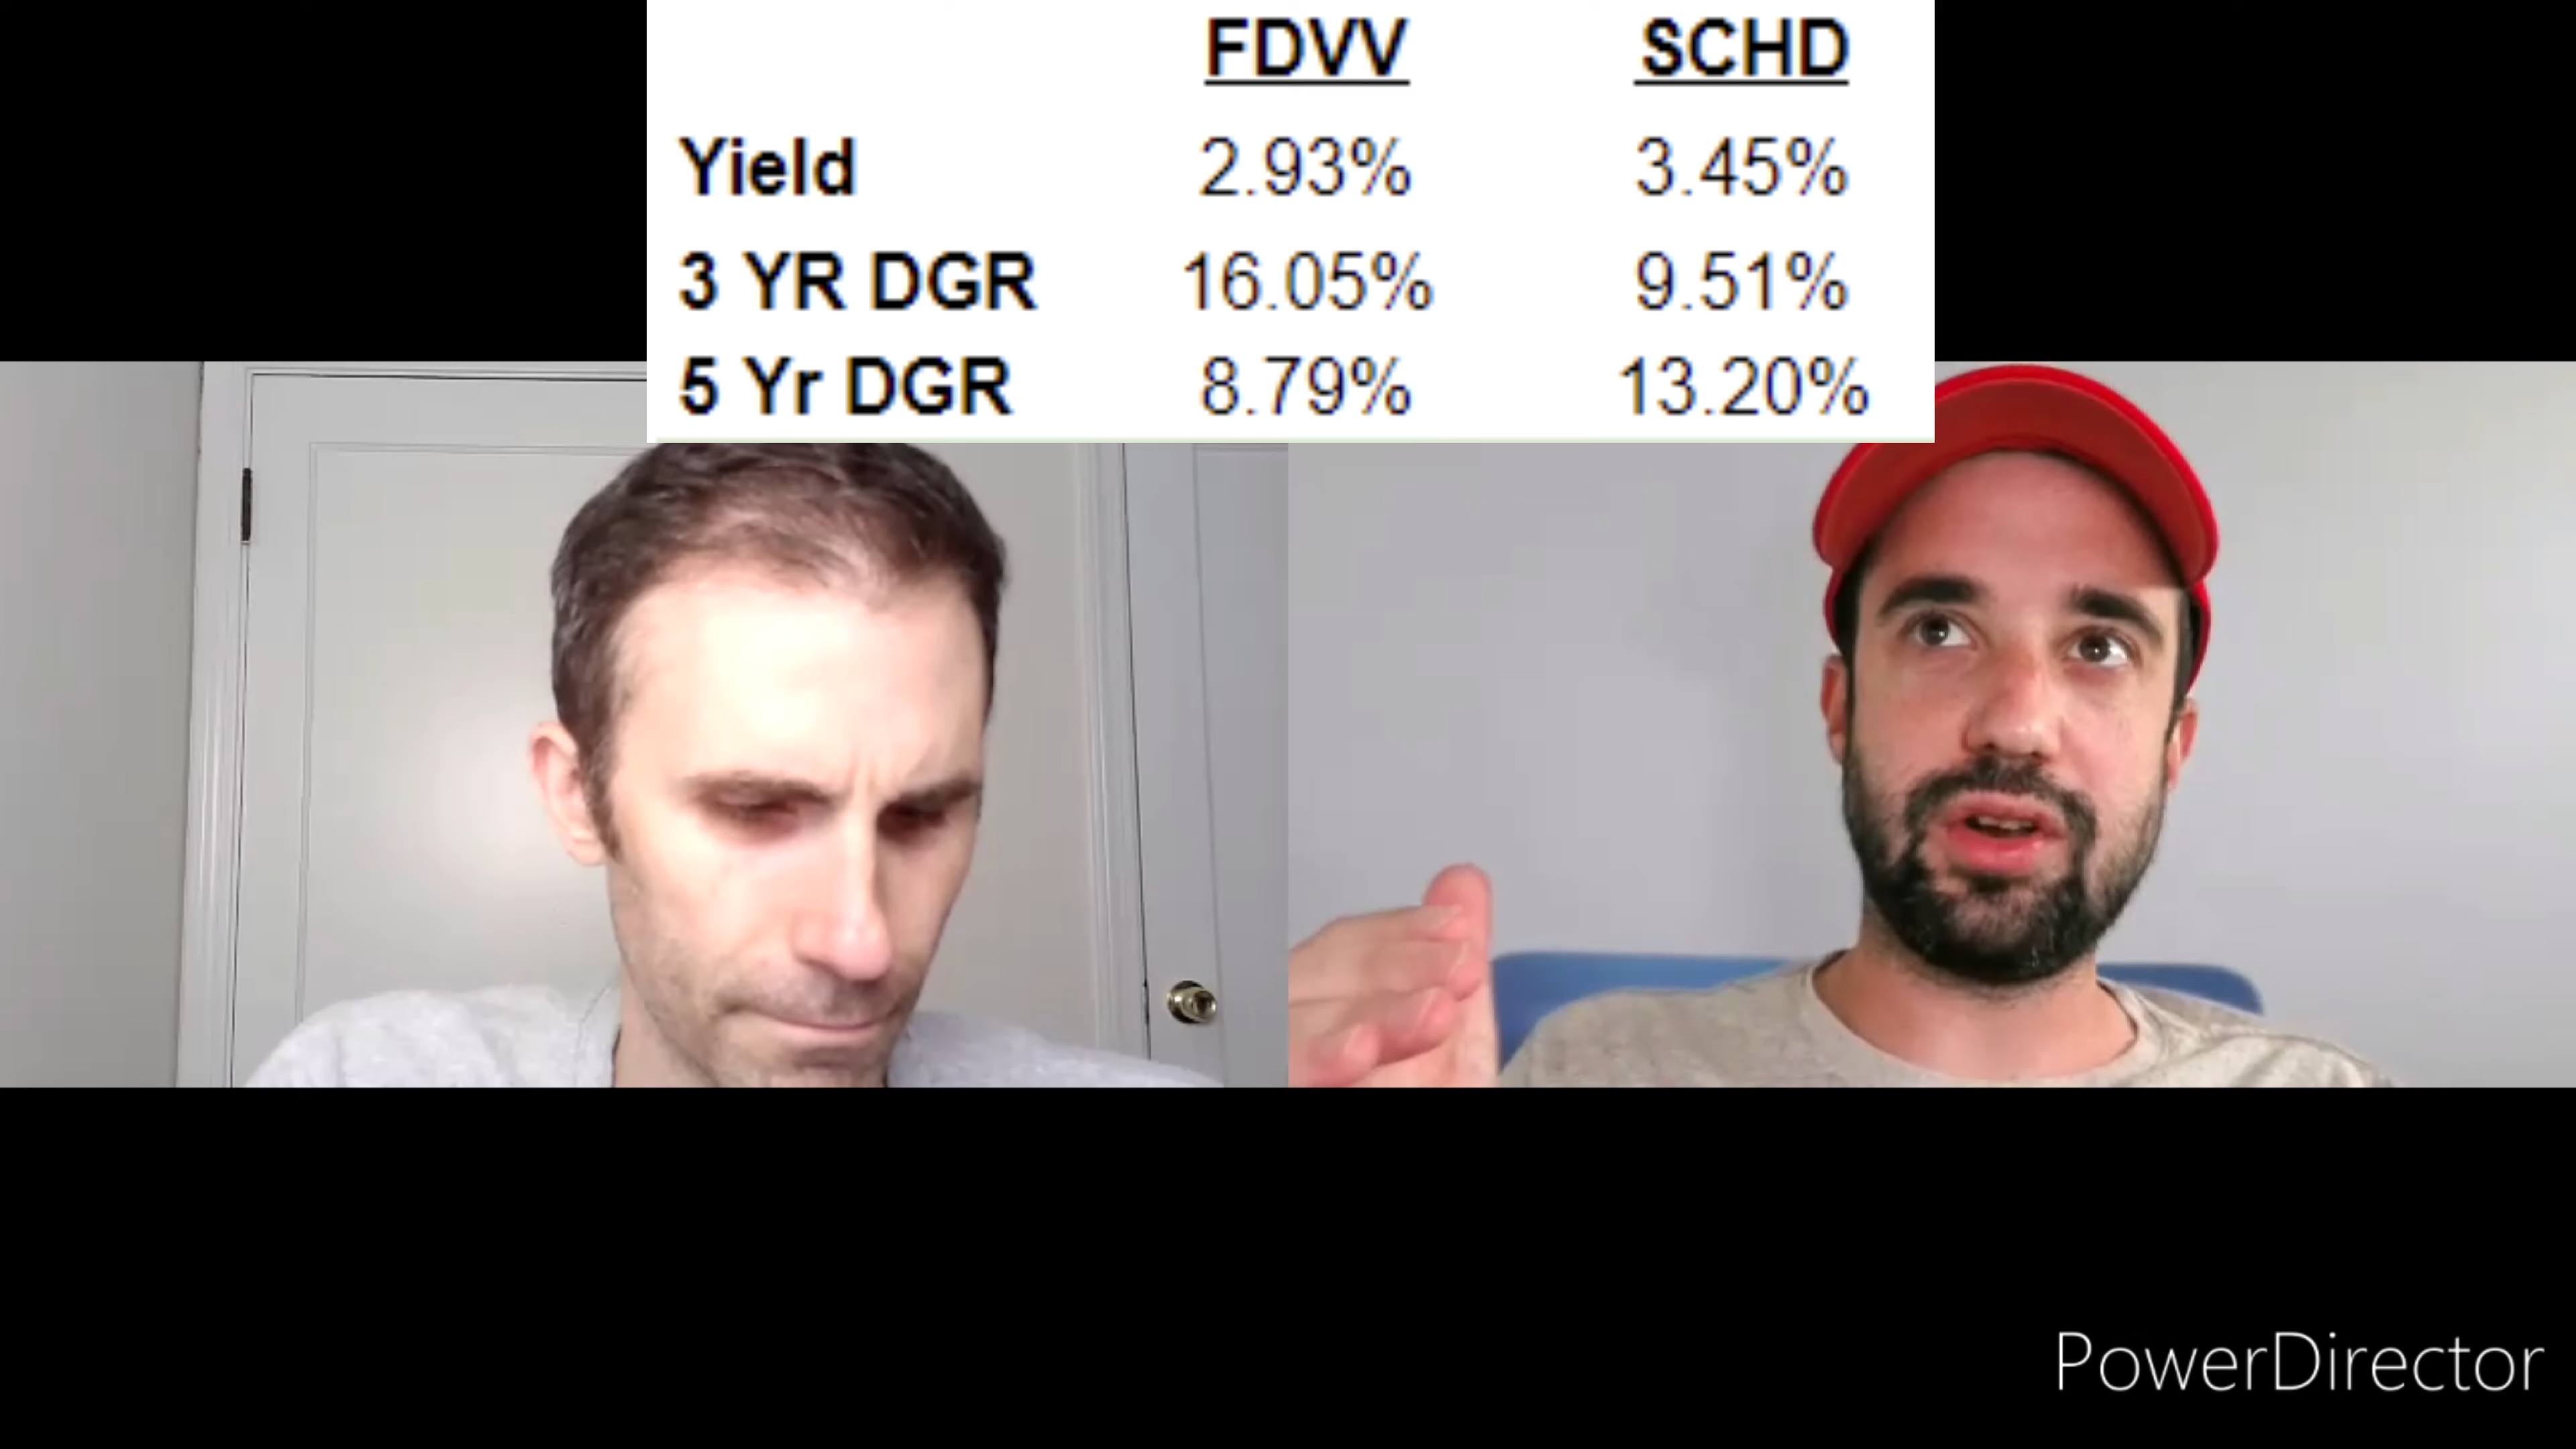 FDVV SCHD
Yield 2.93% 3.45%
3 YR DGR 16.05% 9.51%
5 Yr DGR 8.79% 13.20%
PowerDirector